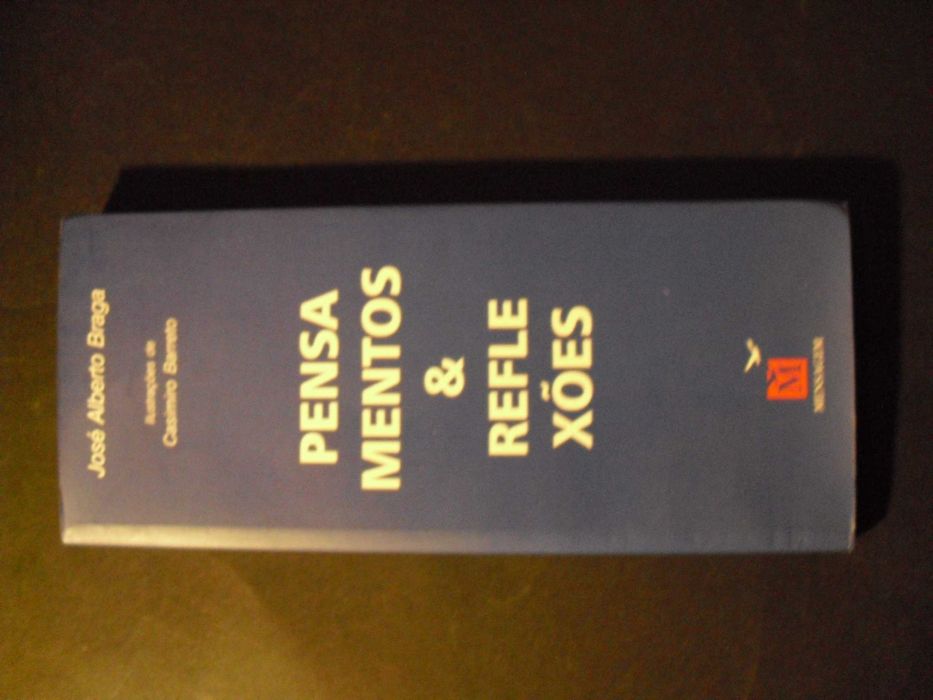 José Alberto Braga
Ilustrações de
Casimiro Barreto
PENSA
MENTOS
&
REFLE
XÕES
M
MENSAGEM